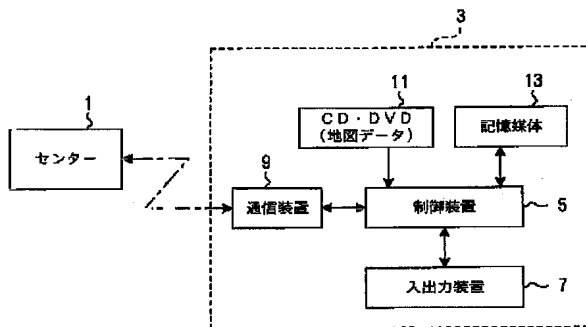 3
1
センター
11
CD・DVD
(地図データ)
13
記憶媒体
9
通信装置
制御装置
5
入出力装置
7